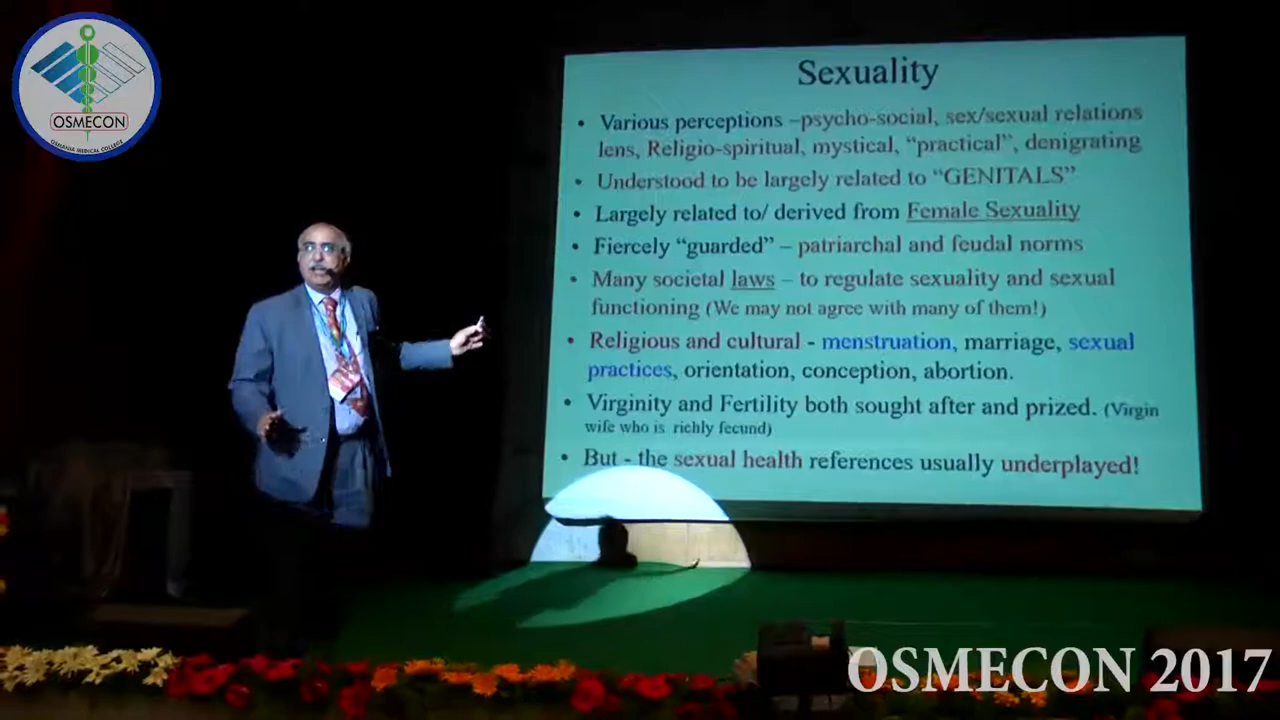 OSMECON
OSMANIA MEDICAL COLLEGE
Sexuality
• Various perceptions –psycho-social, sex/sexual relations
lens, Religio-spiritual, mystical, “practical”, denigrating
• Understood to be largely related to “GENITALS”
• Largely related to/ derived from Female Sexuality
• Fiercely “guarded” – patriarchal and feudal norms
• Many societal laws – to regulate sexuality and sexual
functioning (We may not agree with many of them!)
• Religious and cultural - menstruation, marriage, sexual
practices, orientation, conception, abortion.
• Virginity and Fertility both sought after and prized. (Virgin
wife who is richly fecund)
• But - the sexual health references usually underplayed!
OSMECON 2017